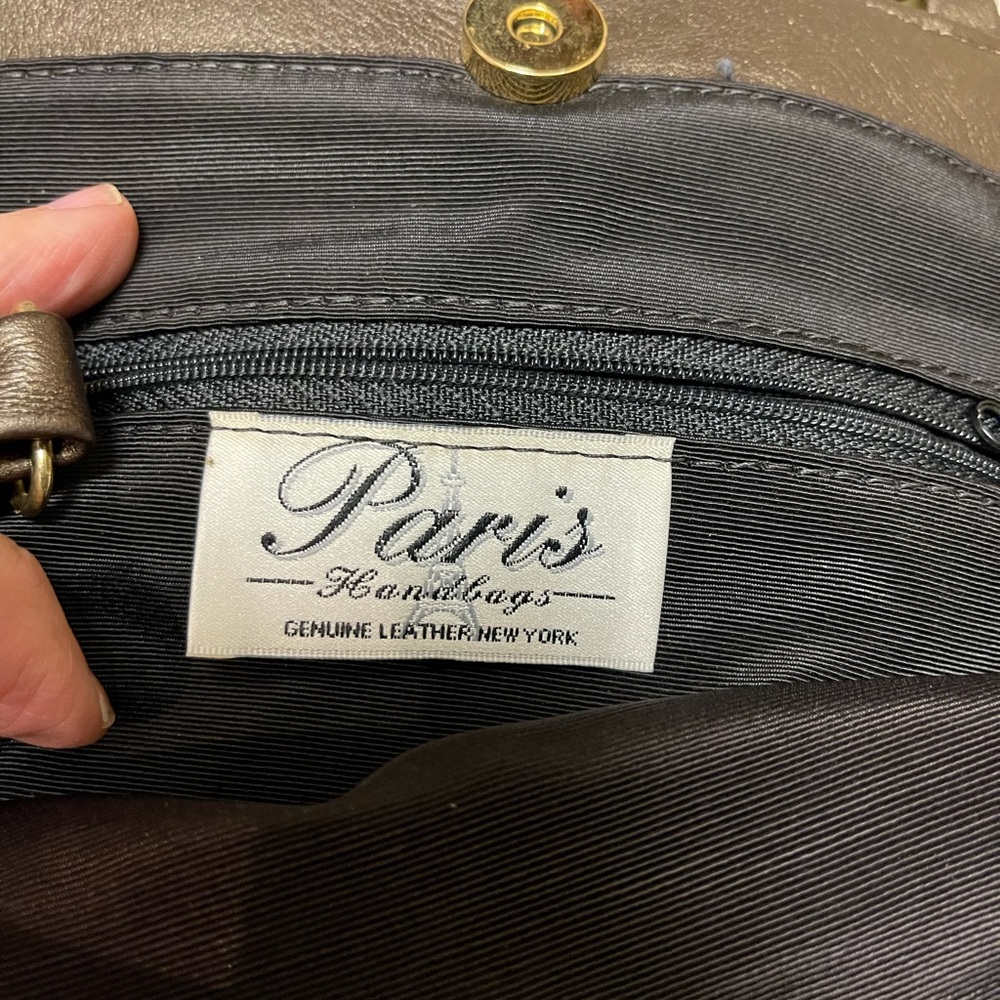 Paris
Handbags
GENUINE LEATHER NEW YORK